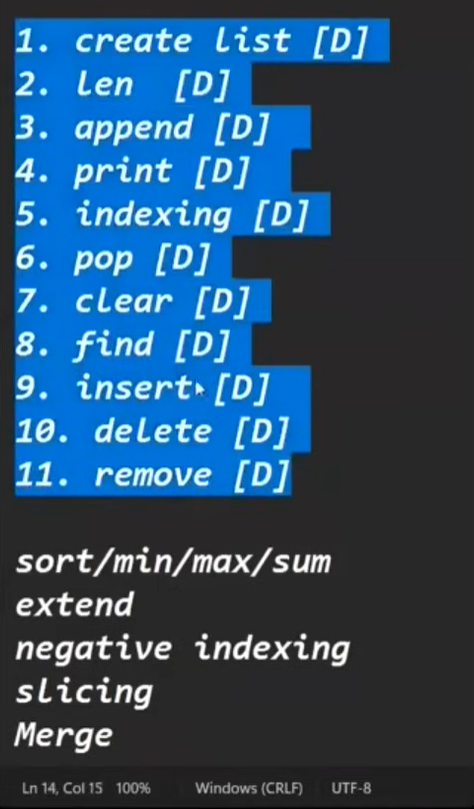 1. create list [D]
2. len  [D]
3. append [D]
4. print [D]
5. indexing [D]
6. pop [D]
7. clear [D]
8. find [D]
9. insert [D]
10. delete [D]
11. remove [D]
sort/min/max/sum
extend
negative indexing
slicing
Merge
Ln 14, Col 15 100% Windows (CRLF) UTF-8